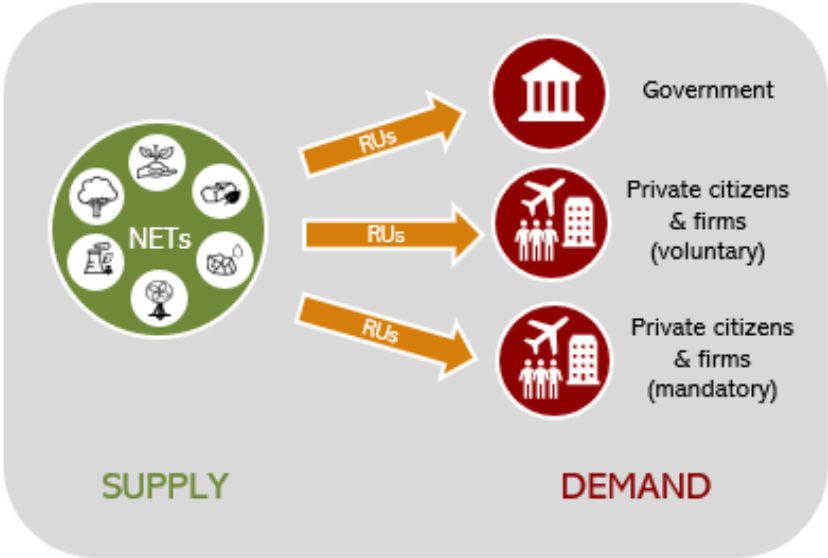 NETs
RUs
RUs
RUs
Government
Private citizens
& firms
(voluntary)
Private citizens
& firms
(mandatory)
SUPPLY
DEMAND